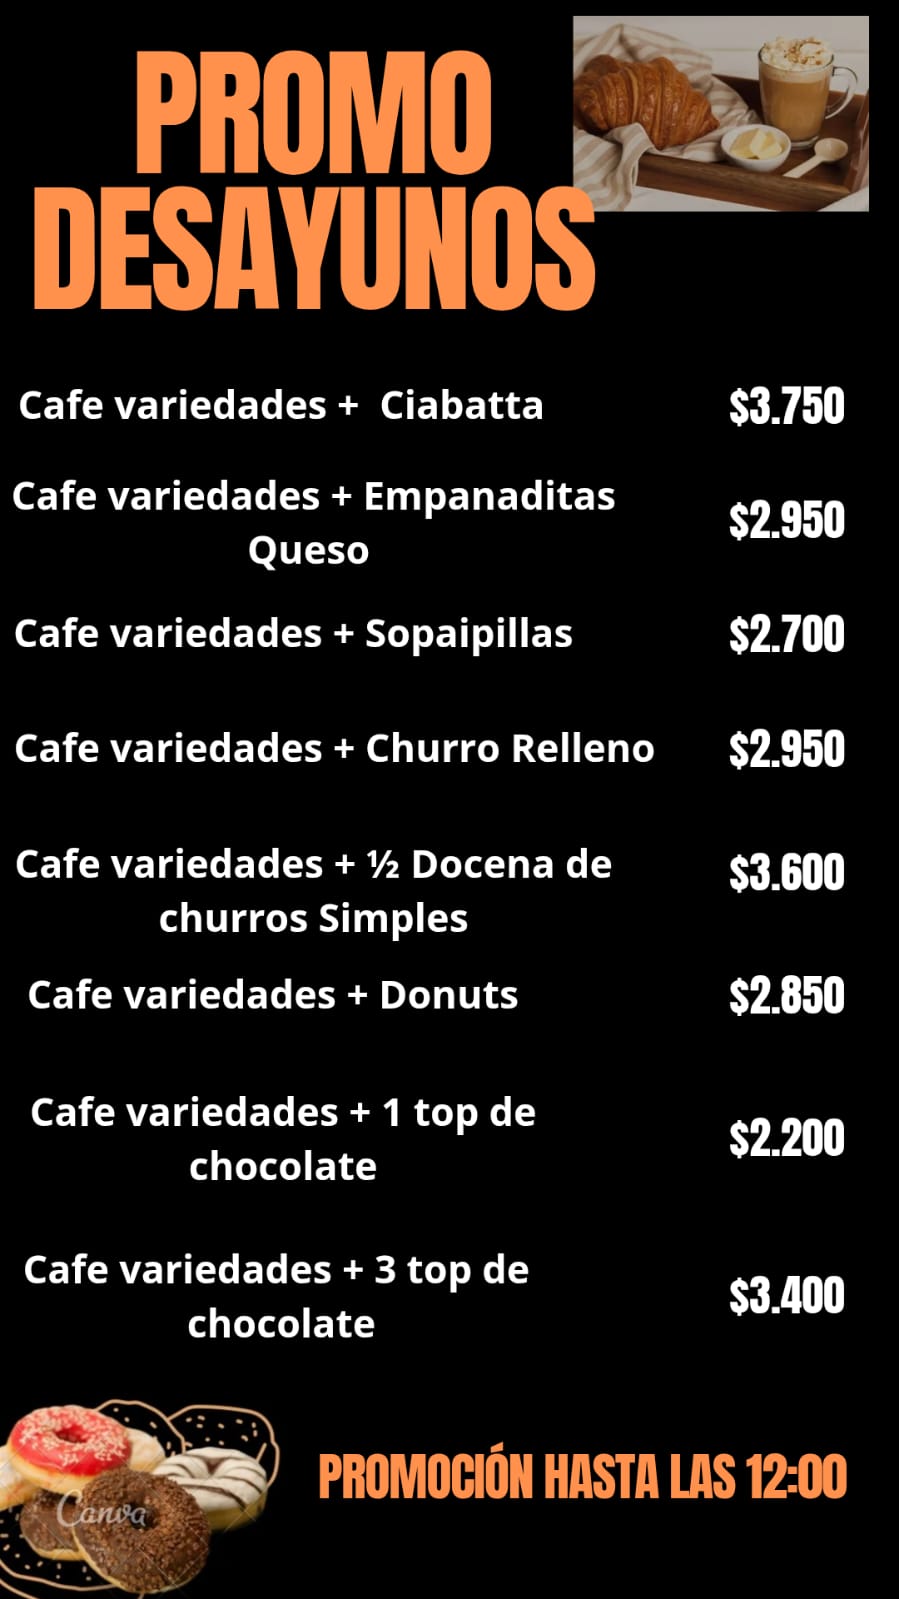 PROMO
DESAYUNOS
Cafe variedades +  Ciabatta
$3.750
Cafe variedades + Empanaditas
Queso
$2.950
Cafe variedades + Sopaipillas
$2.700
Cafe variedades + Churro Relleno
$2.950
Cafe variedades + ½ Docena de
churros Simples
$3.600
Cafe variedades + Donuts
$2.850
Cafe variedades + 1 top de
chocolate
$2.200
Cafe variedades + 3 top de
chocolate
$3.400
Canva
PROMOCIÓN HASTA LAS 12:00